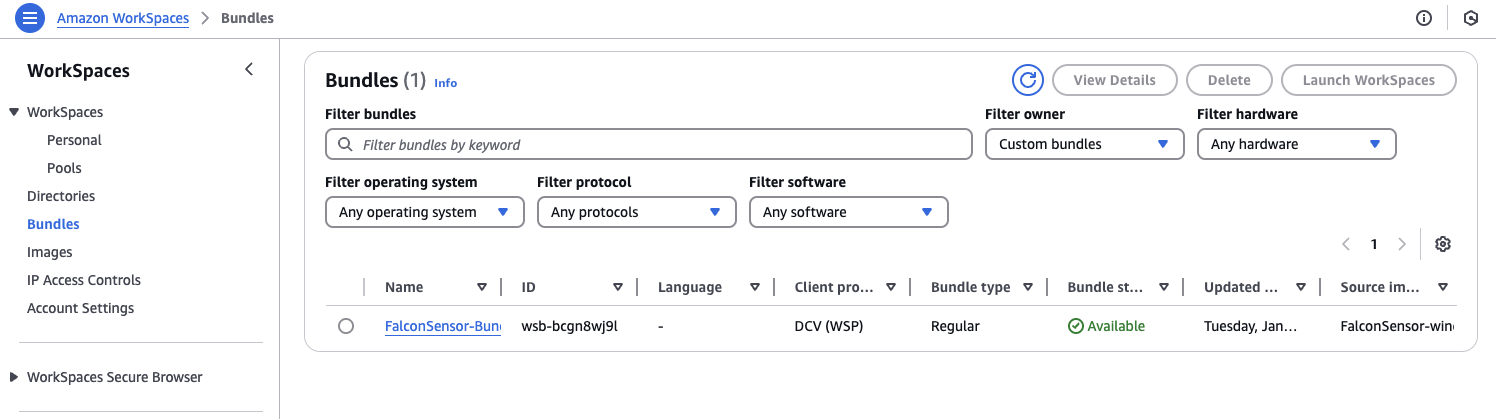 Amazon WorkSpaces > Bundles
WorkSpaces
WorkSpaces
Personal
Pools
Directories
Bundles
Images
IP Access Controls
Account Settings
WorkSpaces Secure Browser
Bundles (1) Info
View Details Delete Launch WorkSpaces
Filter bundles Filter owner Filter hardware
Filter bundles by keyword Custom bundles Any hardware
Filter operating system Filter protocol Filter software
Any operating system Any protocols Any software
1
Name ID Language Client pro... Bundle type Bundle st... Updated ... Source im...
FalconSensor-Bun wsb-bcgn8wj9l - DCV (WSP) Regular Available Tuesday, Jan... FalconSensor-win